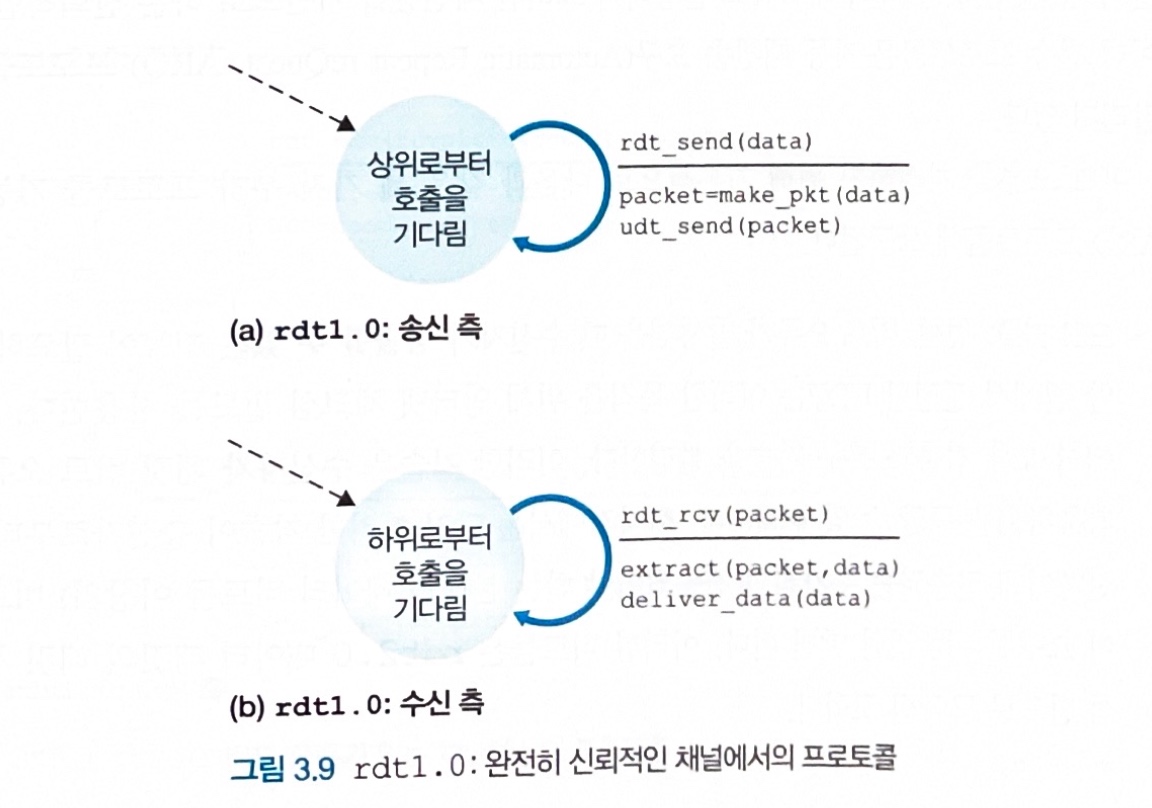 상위로부터
호출을
기다림
rdt_send(data)
packet=make_pkt(data)
udt_send(packet)
(a) rdt1.0: 송신 측
하위로부터
호출을
기다림
rdt_rcv(packet)
extract(packet,data)
deliver_data(data)
(b) rdt1.0: 수신 측
그림 3.9 rdt1.0: 완전히 신뢰적인 채널에서의 프로토콜